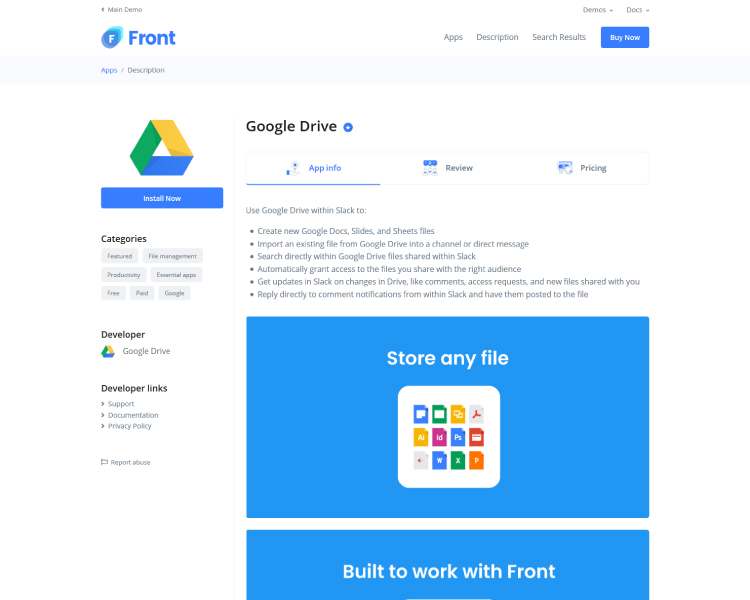 Main Demo
Demos
Docs
F Front
Apps
Description
Search Results
Buy Now
Apps / Description
Install Now
Categories
Featured
File management
Productivity
Essential apps
Free
Paid
Google
Developer
Google Drive
Developer links
Support
Documentation
Privacy Policy
Report abuse
Google Drive
App info
Review
Pricing
Use Google Drive within Slack to:
Create new Google Docs, Slides, and Sheets files
Import an existing file from Google Drive into a channel or direct message
Search directly within Google Drive files shared within Slack
Automatically grant access to the files you share with the right audience
Get updates in Slack on changes in Drive, like comments, access requests, and new files shared with you
Reply directly to comment notifications from within Slack and have them posted to the file
Store any file
Ai Id Ps
W X P
Built to work with Front